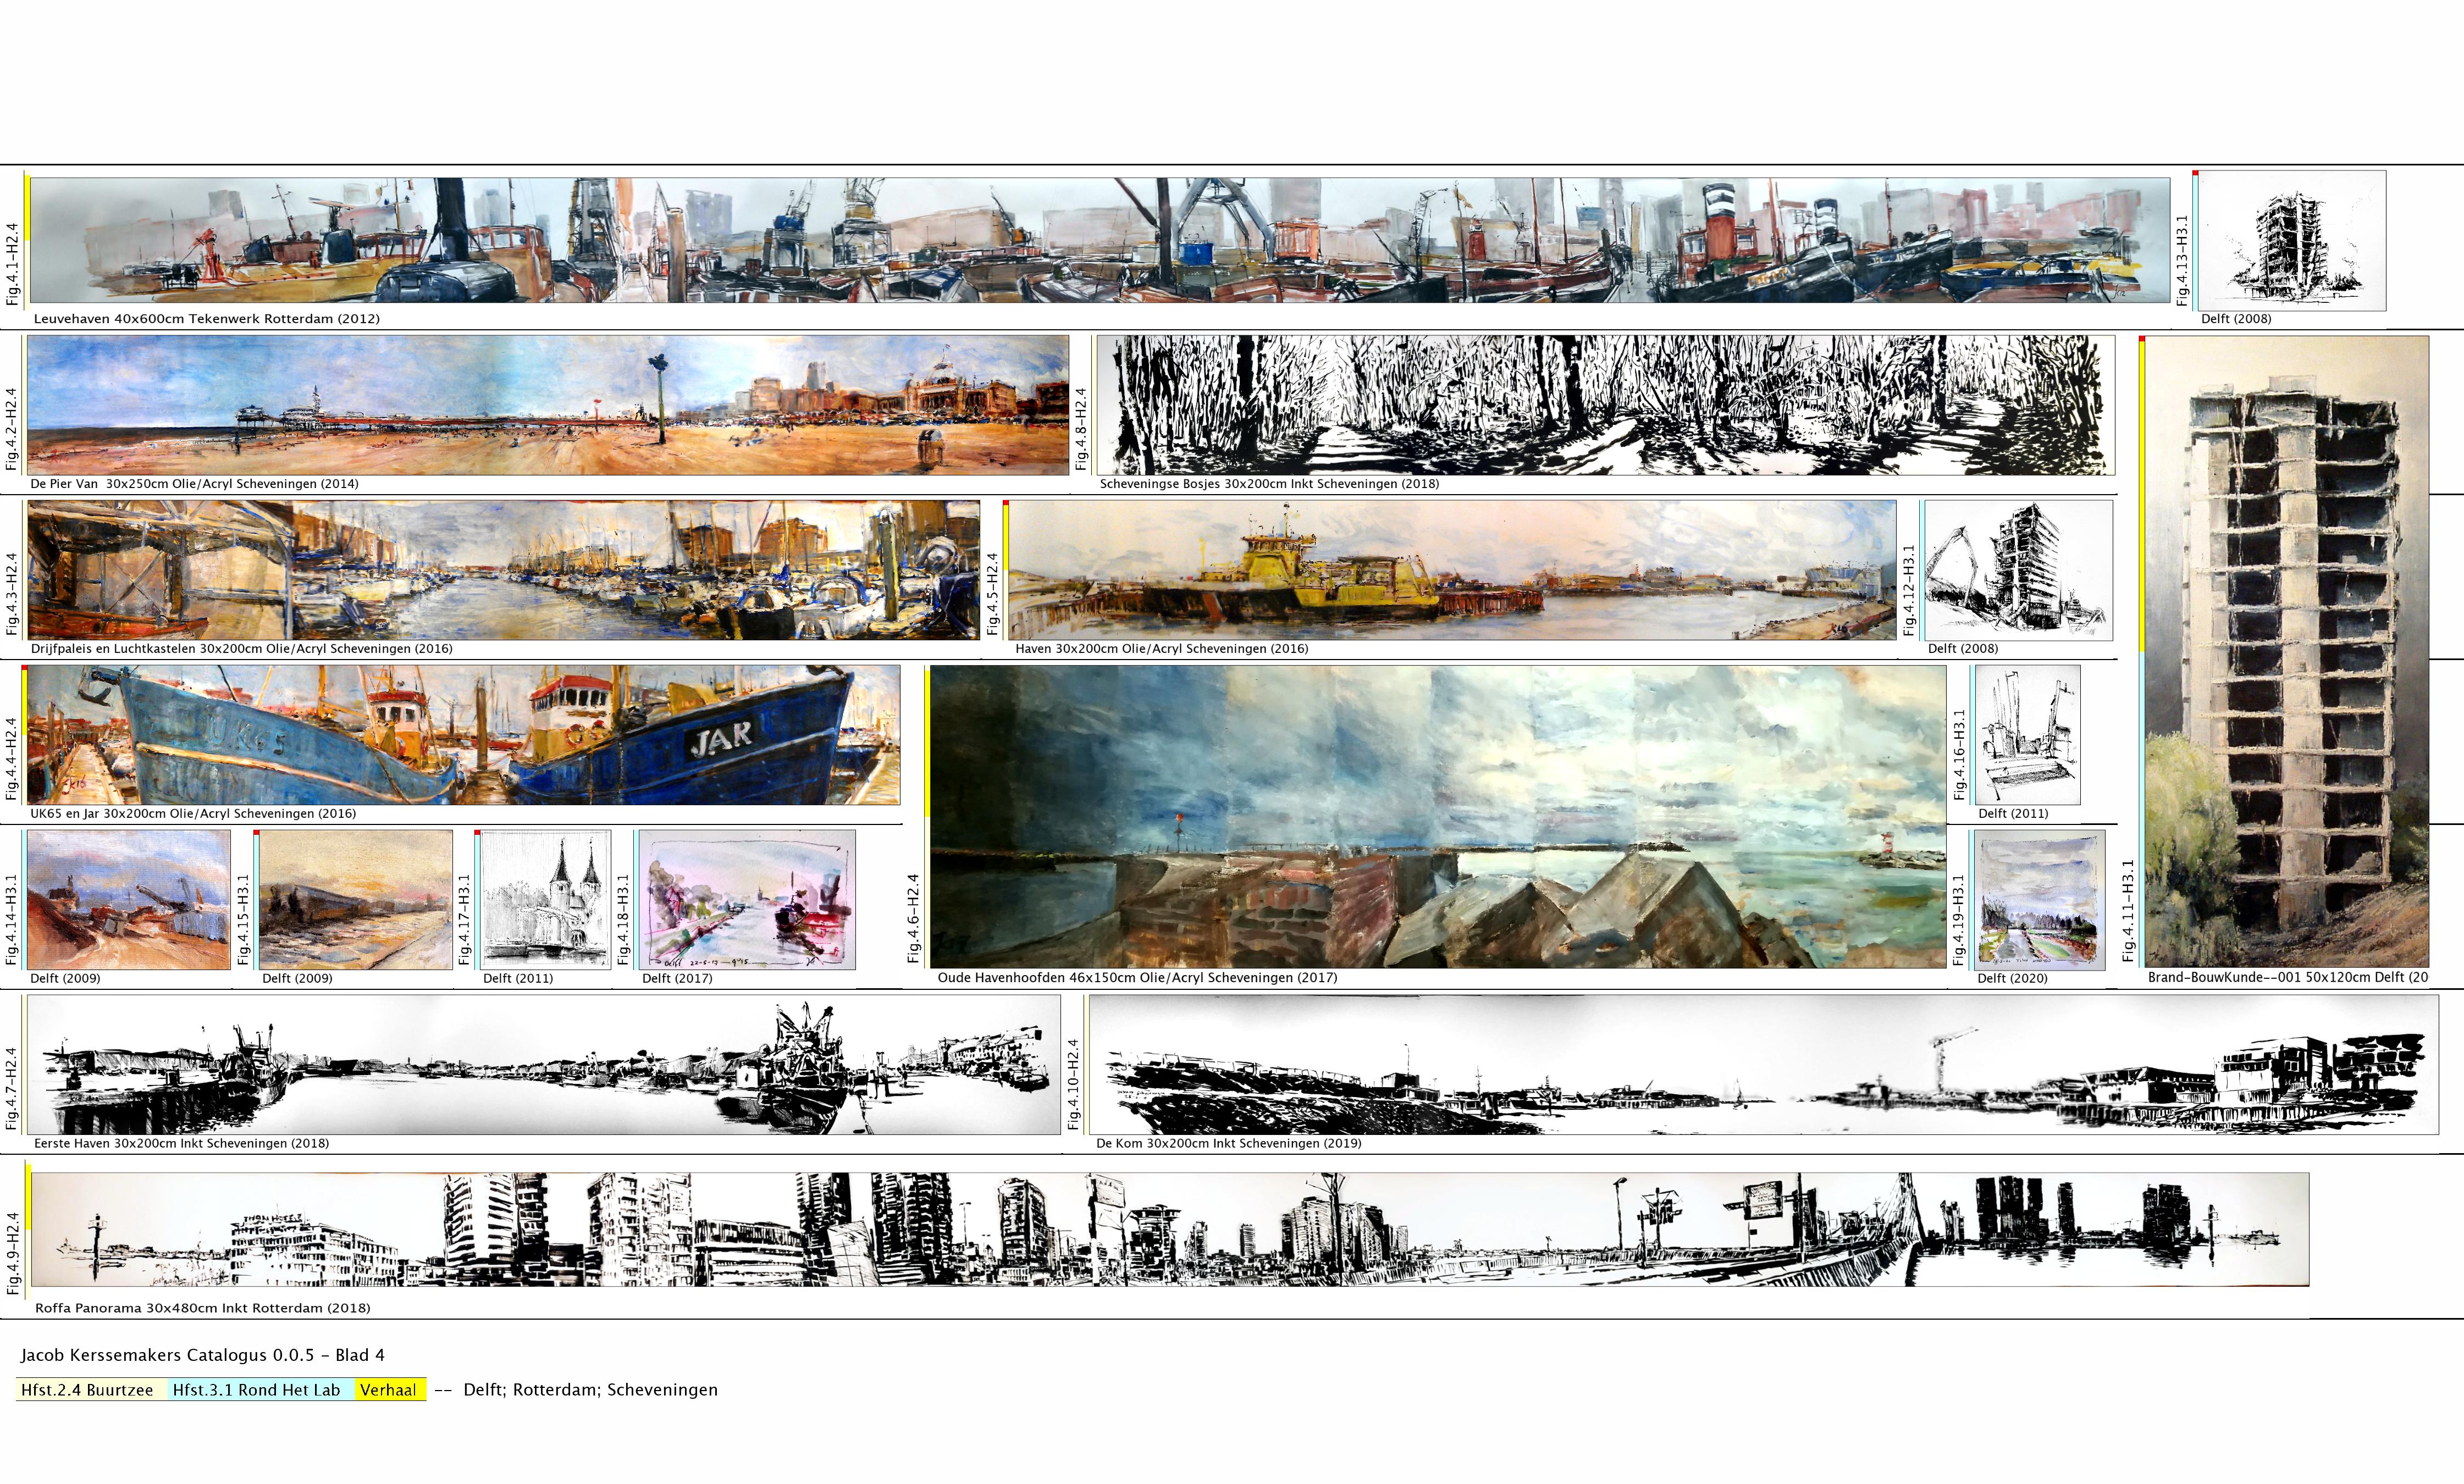 Fig.4.1-H2.4
Leuvehaven 40x600cm Tekenwerk Rotterdam (2012)
Fig.4.13-H3.1
Delft (2008)
Fig.4.2-H2.4
De Pier Van  30x250cm Olie/Acryl Scheveningen (2014)
Fig.4.8-H2.4
Scheveningse Bosjes 30x200cm Inkt Scheveningen (2018)
Fig.4.3-H2.4
Drijfpaleis en Luchtkastelen 30x200cm Olie/Acryl Scheveningen (2016)
Fig.4.5-H2.4
Haven 30x200cm Olie/Acryl Scheveningen (2016)
Fig.4.12-H3.1
Delft (2008)
Fig.4.4-H2.4
UK65
JAR
JK16
UK65 en Jar 30x200cm Olie/Acryl Scheveningen (2016)
Fig.4.6-H2.4
Oude Havenhoofden 46x150cm Olie/Acryl Scheveningen (2017)
Fig.4.16-H3.1
Delft (2011)
Fig.4.14-H3.1
Delft (2009)
Fig.4.15-H3.1
Delft (2009)
Fig.4.17-H3.1
Delft (2011)
Fig.4.18-H3.1
22-5-17
Delft (2017)
Fig.4.19-H3.1
Delft (2020)
Fig.4.11-H3.1
Brand-BouwKunde--001 50x120cm Delft (20
Fig.4.7-H2.4
Eerste Haven 30x200cm Inkt Scheveningen (2018)
Fig.4.10-H2.4
De Kom 30x200cm Inkt Scheveningen (2019)
Fig.4.9-H2.4
Roffa Panorama 30x480cm Inkt Rotterdam (2018)
Jacob Kerssemakers Catalogus 0.0.5 - Blad 4
Hfst.2.4 Buurtzee Hfst.3.1 Rond Het Lab Verhaal -- Delft; Rotterdam; Scheveningen